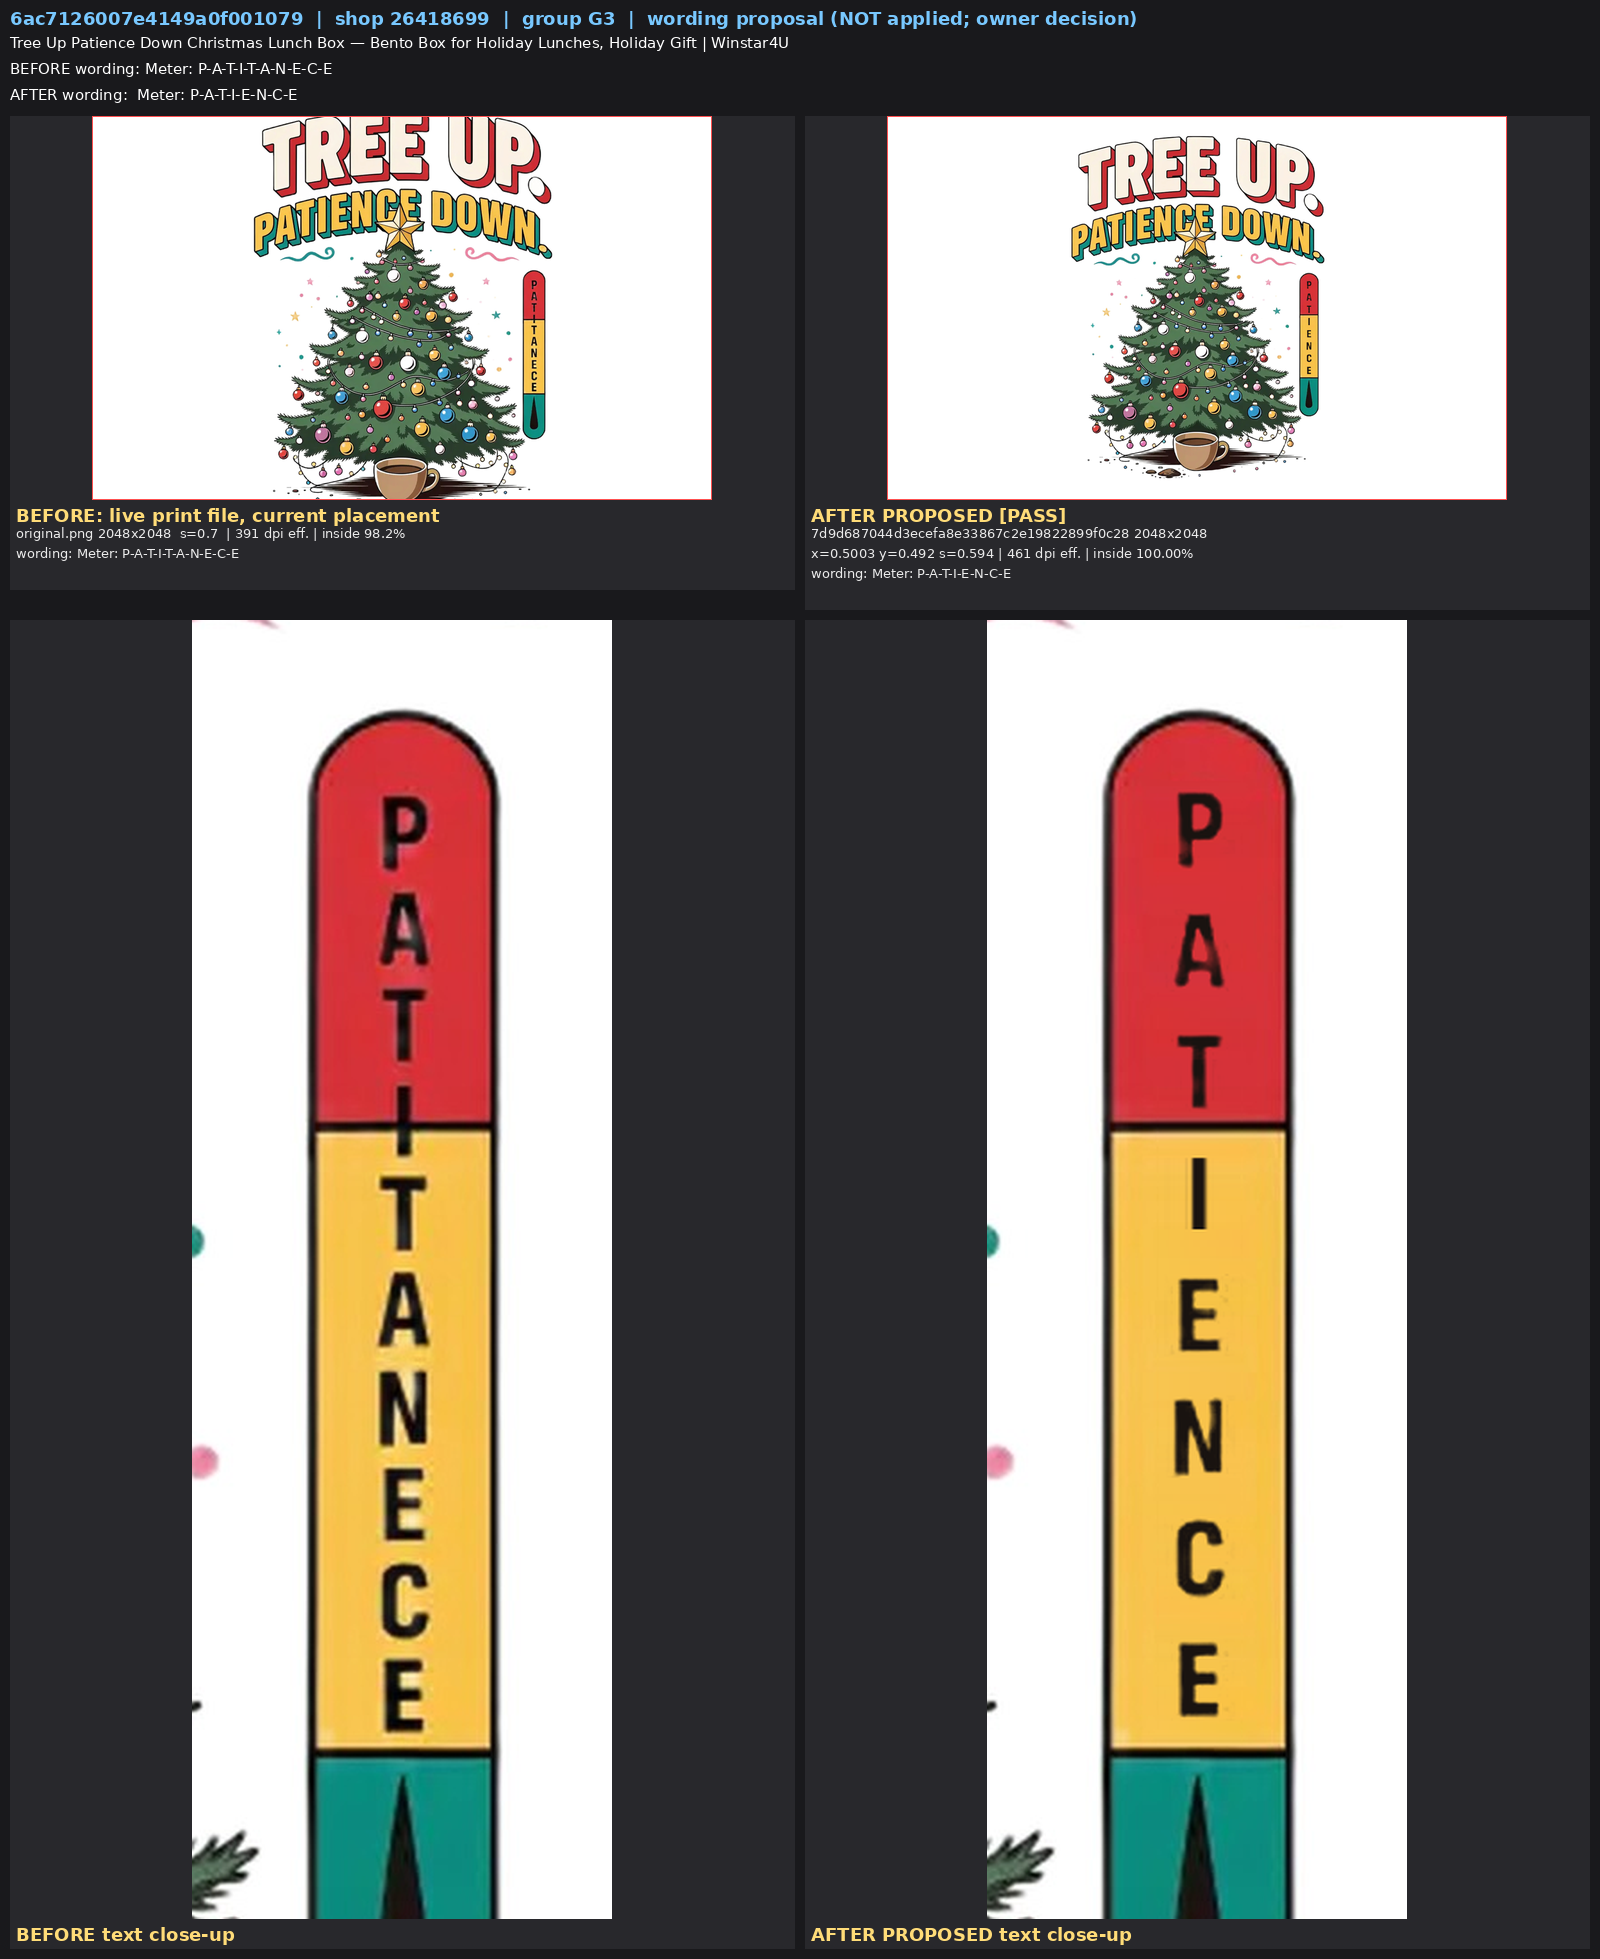 6ac7126007e4149a0f001079 | shop 26418699 | group G3 | wording proposal (NOT applied; owner decision)
Tree Up Patience Down Christmas Lunch Box — Bento Box for Holiday Lunches, Holiday Gift | Winstar4U
BEFORE wording: Meter: P-A-T-I-T-A-N-E-C-E
AFTER wording:  Meter: P-A-T-I-E-N-C-E
TREE UP.
PATIENCE DOWN.
PATITANECE
BEFORE: live print file, current placement
original.png 2048x2048  s=0.7  | 391 dpi eff. | inside 98.2%
wording: Meter: P-A-T-I-T-A-N-E-C-E
TREE UP.
PATIENCE DOWN.
PATIENCE
AFTER PROPOSED [PASS]
7d9d687044d3ecefa8e33867c2e19822899f0c28 2048x2048
x=0.5003 y=0.492 s=0.594 | 461 dpi eff. | inside 100.00%
wording: Meter: P-A-T-I-E-N-C-E
PATITANECE
BEFORE text close-up
PATIENCE
AFTER PROPOSED text close-up